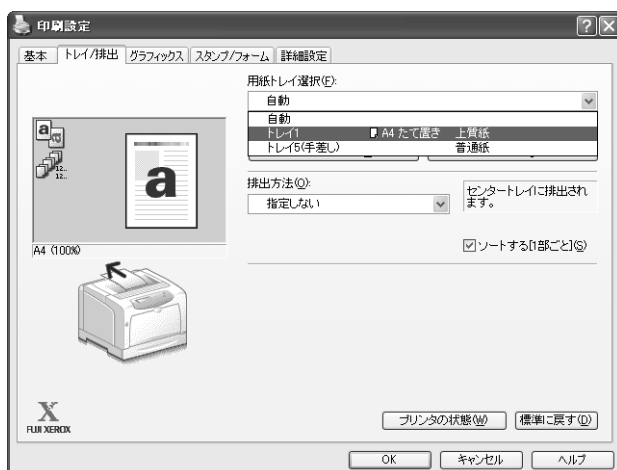 印刷設定
基本 トレイ/排出 グラフィックス スタンプ/フォーム 詳細設定
用紙トレイ選択(F):
自動
自動
トレイ1 A4 たて置き 上質紙
トレイ5(手差し) 普通紙
排出方法(O):
指定しない
センタートレイに排出され
ます。
ソートする[1部ごと](S)
a
a
12..
12..
a
A4 (100%)
X
FUJI XEROX
プリンタの状態(W) 標準に戻す(D)
OK キャンセル ヘルプ